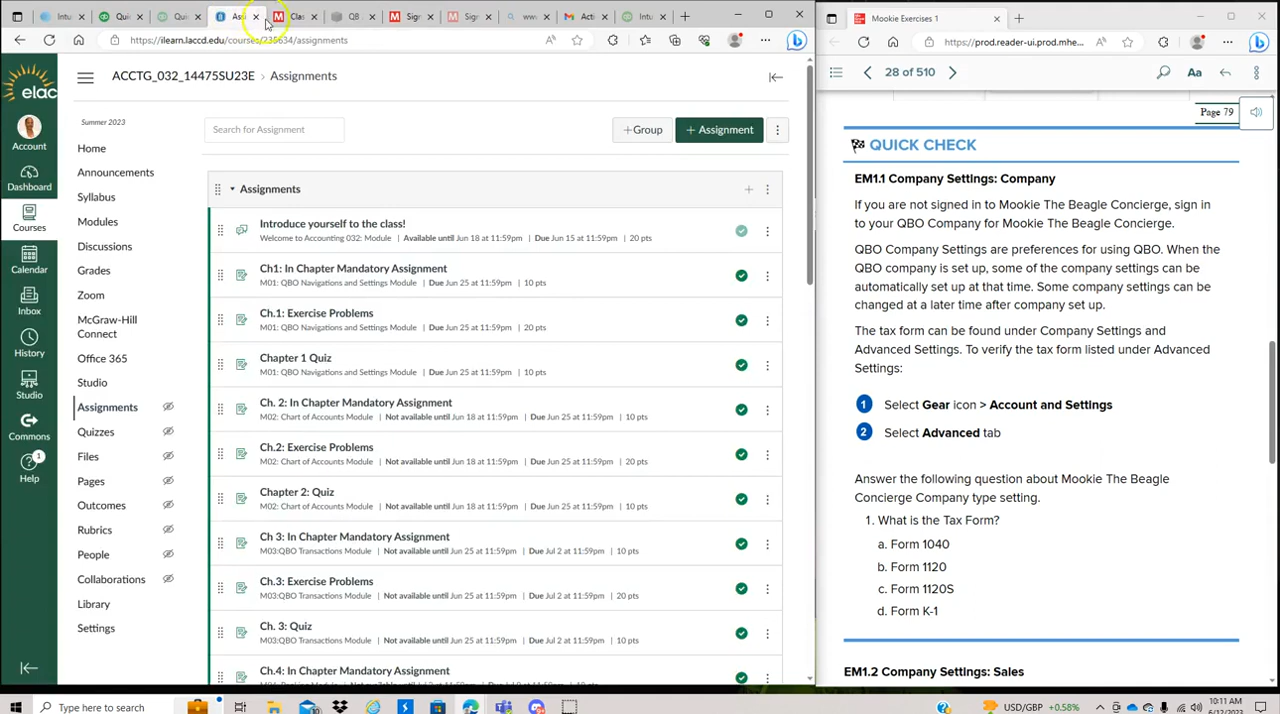 Intu
Quic
Quic
Assi
Clas
QB
Sign
Sign
www
Acti
Intu
https://ilearn.laccd.edu/courses/235634/assignments
elac
Account
Dashboard
Courses
Calendar
Inbox
History
Studio
Commons
1
Help
ACCTG_032_14475SU23E > Assignments
Summer 2023
Home
Announcements
Syllabus
Modules
Discussions
Grades
Zoom
McGraw-Hill
Connect
Office 365
Studio
Assignments
Quizzes
Files
Pages
Outcomes
Rubrics
People
Collaborations
Library
Settings
Search for Assignment
+Group
+ Assignment
Assignments
Introduce yourself to the class!
Welcome to Accounting 032: Module | Available until Jun 18 at 11:59pm | Due Jun 15 at 11:59pm | 20 pts
Ch1: In Chapter Mandatory Assignment
M01: QBO Navigations and Settings Module | Due Jun 25 at 11:59pm | 10 pts
Ch.1: Exercise Problems
M01: QBO Navigations and Settings Module | Due Jun 25 at 11:59pm | 20 pts
Chapter 1 Quiz
M01: QBO Navigations and Settings Module | Due Jun 25 at 11:59pm | 10 pts
Ch. 2: In Chapter Mandatory Assignment
M02: Chart of Accounts Module | Not available until Jun 18 at 11:59pm | Due Jun 25 at 11:59pm | 10 pts
Ch.2: Exercise Problems
M02: Chart of Accounts Module | Not available until Jun 18 at 11:59pm | Due Jun 25 at 11:59pm | 20 pts
Chapter 2: Quiz
M02: Chart of Accounts Module | Not available until Jun 18 at 11:59pm | Due Jun 25 at 11:59pm | 10 pts
Ch 3: In Chapter Mandatory Assignment
M03:QBO Transactions Module | Not available until Jun 25 at 11:59pm | Due Jul 2 at 11:59pm | 10 pts
Ch.3: Exercise Problems
M03:QBO Transactions Module | Not available until Jun 25 at 11:59pm | Due Jul 2 at 11:59pm | 20 pts
Ch. 3: Quiz
M03:QBO Transactions Module | Not available until Jun 25 at 11:59pm | Due Jul 2 at 11:59pm | 10 pts
Ch.4: In Chapter Mandatory Assignment
Mookie Exercises 1
https://prod.reader-ui.prod.mhe...
28 of 510
Aa
Page 79
QUICK CHECK
EM1.1 Company Settings: Company
If you are not signed in to Mookie The Beagle Concierge, sign in
to your QBO Company for Mookie The Beagle Concierge.
QBO Company Settings are preferences for using QBO. When the
QBO company is set up, some of the company settings can be
automatically set up at that time. Some company settings can be
changed at a later time after company set up.
The tax form can be found under Company Settings and
Advanced Settings. To verify the tax form listed under Advanced
Settings:
1 Select Gear icon > Account and Settings
2 Select Advanced tab
Answer the following question about Mookie The Beagle
Concierge Company type setting.
1. What is the Tax Form?
a. Form 1040
b. Form 1120
c. Form 1120S
d. Form K-1
EM1.2 Company Settings: Sales
Type here to search
USD/GBP +0.58%
10:11 AM
6/12/2023